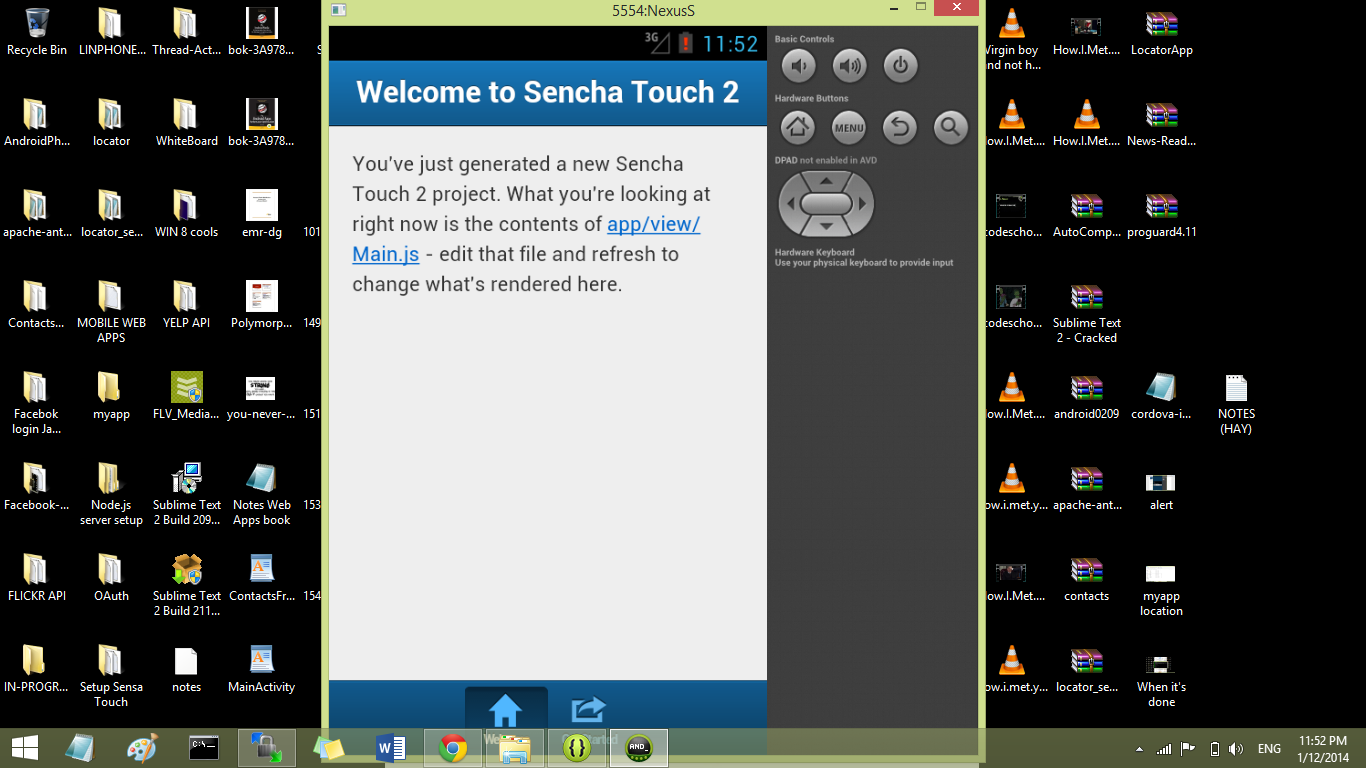 5554:NexusS
3G
11:52
Welcome to Sencha Touch 2
You've just generated a new Sencha
Touch 2 project. What you're looking at
right now is the contents of app/view/
Main.js - edit that file and refresh to
change what's rendered here.
Basic Controls
Hardware Buttons
MENU
DPAD not enabled in AVD
Hardware Keyboard
Use your physical keyboard to provide input
Recycle Bin
LINPHONE...
Thread-Act...
bok-3A978...
AndroidPh...
locator
WhiteBoard
bok-3A978...
apache-ant...
locator_se...
WIN 8 cools
emr-dg
101
Contacts...
MOBILE WEB
APPS
YELP API
Polymorp...
149
Facebok
login Ja...
myapp
FLV_Media...
you-never-...
151
Facebook-...
Node.js
server setup
Sublime Text
2 Build 209...
Notes Web
Apps book
153
FLICKR API
OAuth
Sublime Text
2 Build 211...
ContactsFr...
154
IN-PROGR...
Setup Sensa
Touch
notes
MainActivity
Virgin boy
nd not h...
How.I.Met....
LocatorApp
How.I.Met....
How.I.Met....
News-Read...
codescho...
AutoComp...
proguard4.11
codescho...
Sublime Text
2 - Cracked
How.I.Met....
android0209
cordova-i...
NOTES
(HAY)
ow.i.met.y...
apache-ant...
alert
How.I.Met....
contacts
myapp
location
ow.i.met.y...
locator_se...
When it's
done
AND_
ENG
11:52 PM
1/12/2014